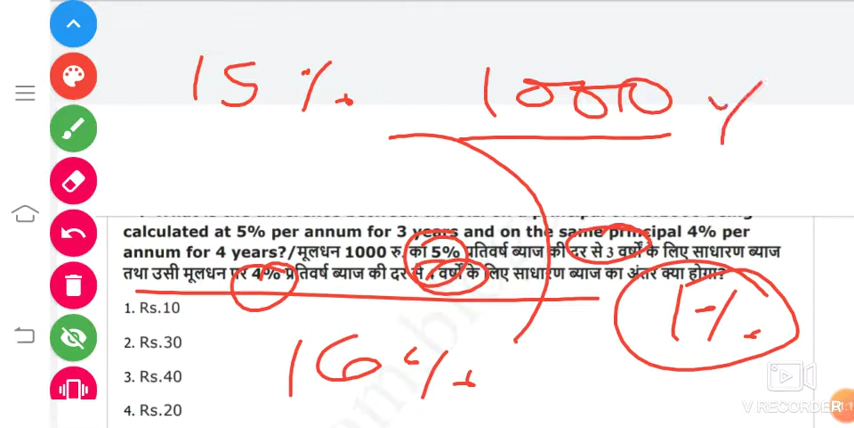 15 %. 1000
calculated at 5% per annum for 3 years and on the same principal 4% per
annum for 4 years?/मूलधन 1000 रु. का 5% प्रतिवर्ष ब्याज की दर से 3 वर्षों के लिए साधारण ब्याज
तथा उसी मूलधन पर 4% प्रतिवर्ष ब्याज की दर से 4 वर्षों के लिए साधारण ब्याज का अंतर क्या होगा?
1. Rs.10
1%.
2. Rs.30
3. Rs.40
16 %.
4. Rs.20
V RECORDER